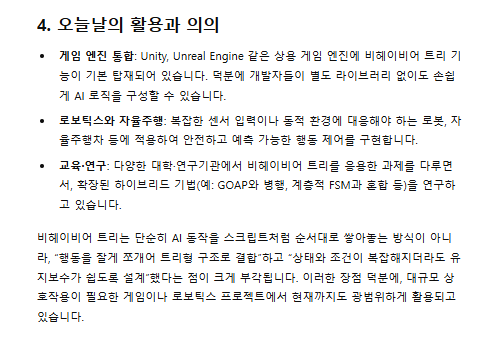 4. 오늘날의 활용과 의의
• 게임 엔진 통합: Unity, Unreal Engine 같은 상용 게임 엔진에 비헤이비어 트리 기
능이 기본 탑재되어 있습니다. 덕분에 개발자들이 별도 라이브러리 없이도 손쉽
게 AI 로직을 구성할 수 있습니다.
• 로보틱스와 자율주행: 복잡한 센서 입력이나 동적 환경에 대응해야 하는 로봇, 자
율주행차 등에 적용하여 안전하고 예측 가능한 행동 제어를 구현합니다.
• 교육·연구: 다양한 대학·연구기관에서 비헤이비어 트리를 응용한 과제를 다루면
서, 확장된 하이브리드 기법(예: GOAP와 병행, 계층적 FSM과 혼합 등)을 연구하
고 있습니다.
비헤이비어 트리는 단순히 AI 동작을 스크립트처럼 순서대로 쌓아놓는 방식이 아니
라, “행동을 잘게 쪼개어 트리형 구조로 결합”하고 “상태와 조건이 복잡해지더라도 유
지보수가 쉽도록 설계”했다는 점이 크게 부각됩니다. 이러한 장점 덕분에, 대규모 상
호작용이 필요한 게임이나 로보틱스 프로젝트에서 현재까지도 광범위하게 활용되고
있습니다.